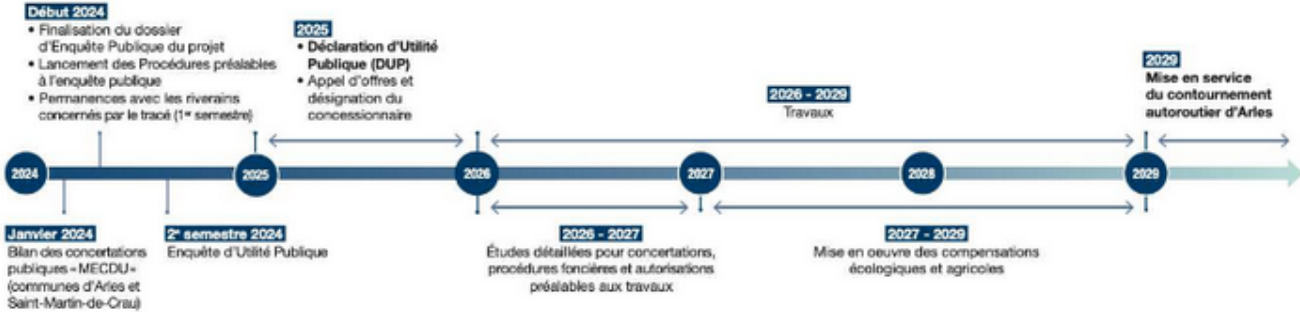 Début 2024
• Finalisation du dossier
d'Enquête Publique du projet
• Lancement des Procédures préalables
à l'enquête publique
• Permanences avec les riverains
concernés par le tracé (1er semestre)
2025
• Déclaration d'Utilité
Publique (DUP)
• Appel d'offres et
désignation du
concessionnaire
2026 - 2029
Travaux
2029
Mise en service
du contournement
autoroutier d'Arles
2024
2025
2026
2027
2028
2029
Janvier 2024
Bilan des concertations
publiques « MECDU »
(communes d'Arles et
Saint-Martin-de-Crau)
2e semestre 2024
Enquête d'Utilité Publique
2026 - 2027
Études détaillées pour concertations,
procédures foncières et autorisations
préalables aux travaux
2027 - 2029
Mise en oeuvre des compensations
écologiques et agricoles